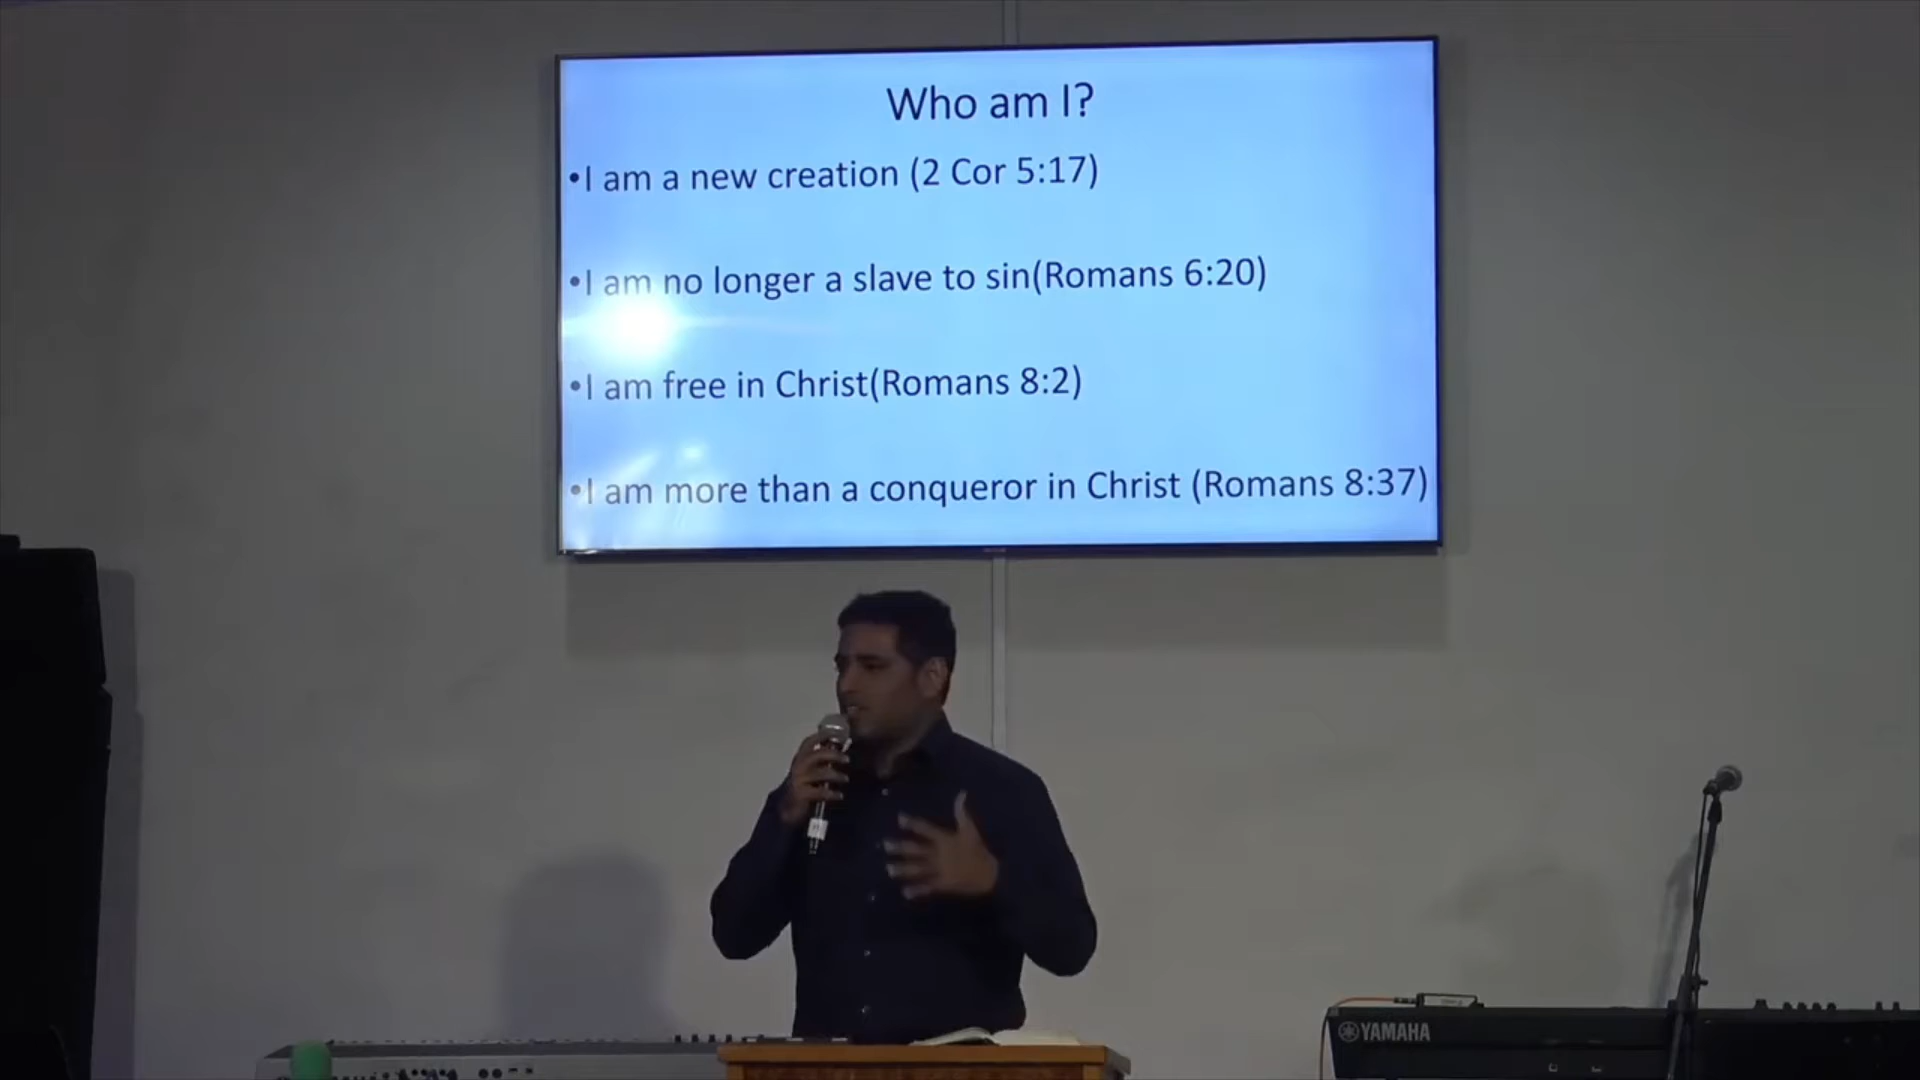 Who am I?
•I am a new creation (2 Cor 5:17)
•I am no longer a slave to sin(Romans 6:20)
•I am free in Christ(Romans 8:2)
•I am more than a conqueror in Christ (Romans 8:37)
YAMAHA